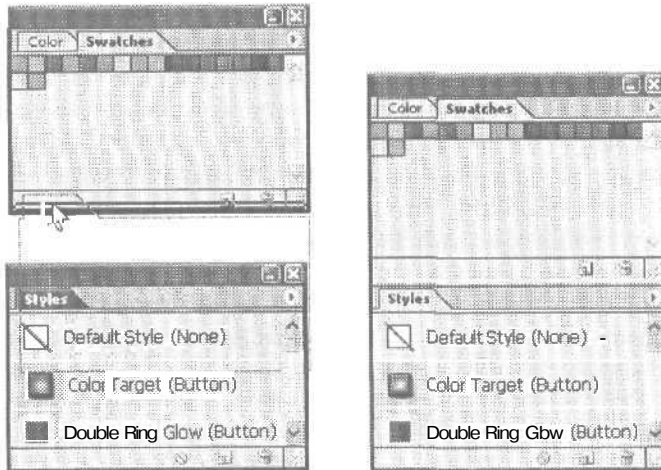 Color Swatches
Styles
Default Style (None)
Color Target (Button)
Double Ring Glow (Button)
Color Swatches
Styles
Default Style (None) -
Color Target (Button)
Double Ring Gbw (Button)